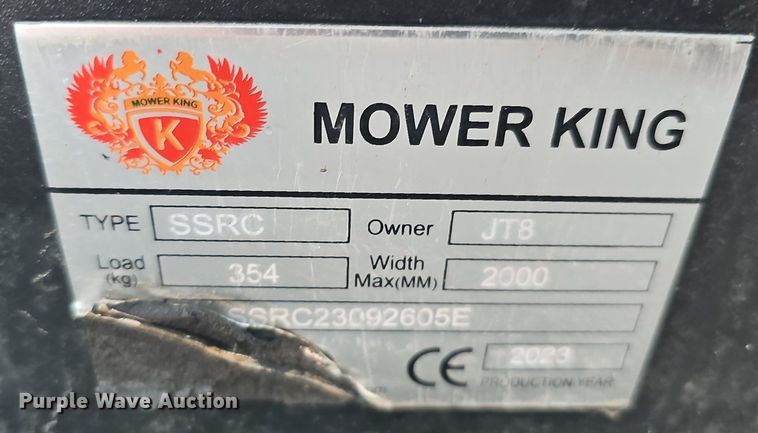 MOWER KING
K
MOWER KING
TYPE SSRC Owner JT8
Load (kg) 354 Width Max(MM) 2000
SSRC23092605E
CE 2023
PRODUCTION YEAR
Purple Wave Auction